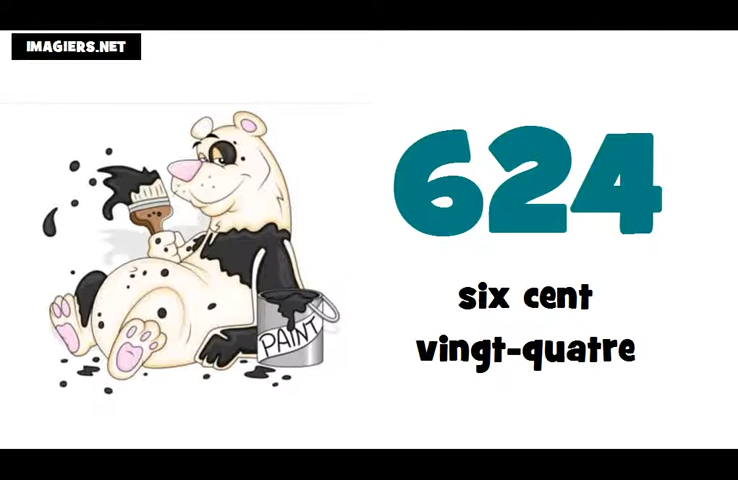 IMAGIERS.NET
624
six cent
vingt-quatre
PAINT